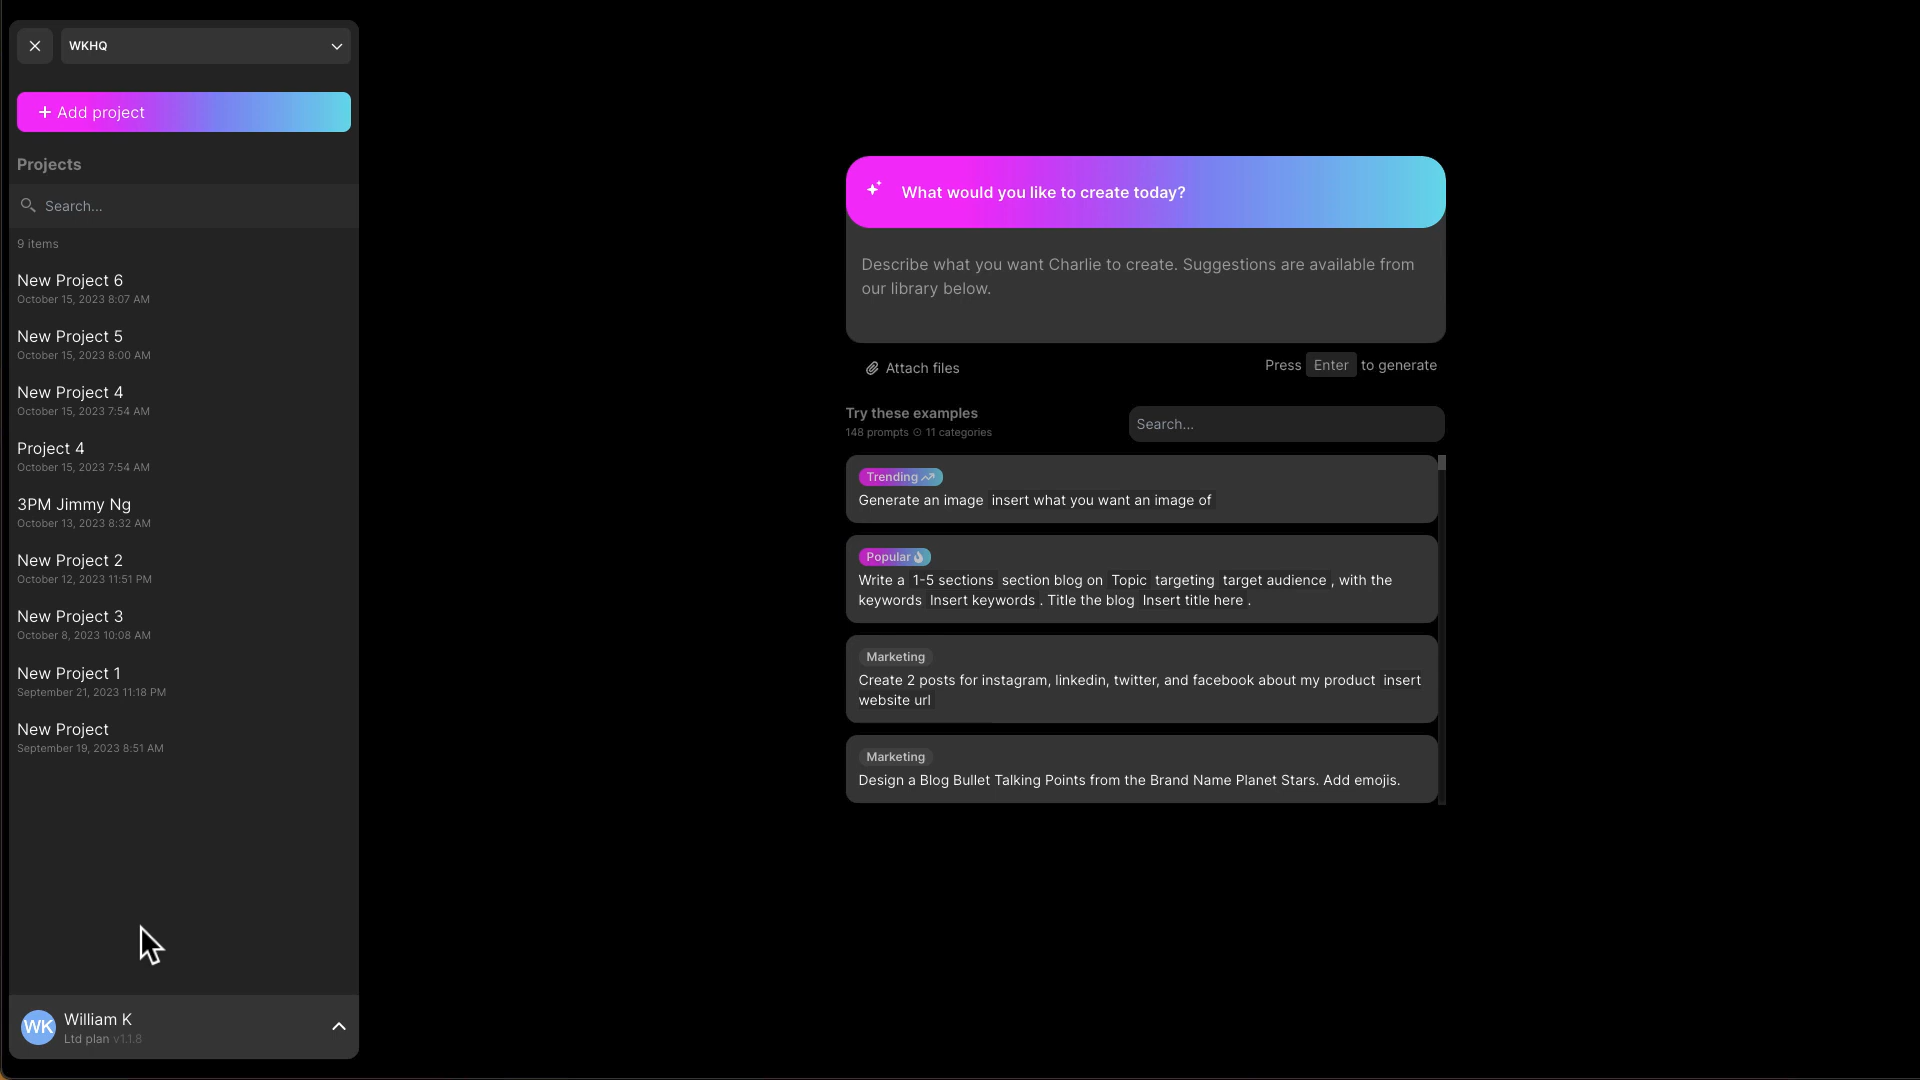 WKHQ
+ Add project
Projects
Search...
9 items
New Project 6
October 15, 2023 8:07 AM
New Project 5
October 15, 2023 8:00 AM
New Project 4
October 15, 2023 7:54 AM
Project 4
October 15, 2023 7:54 AM
3PM Jimmy Ng
October 13, 2023 8:32 AM
New Project 2
October 12, 2023 11:51 PM
New Project 3
October 8, 2023 10:08 AM
New Project 1
September 21, 2023 11:18 PM
New Project
September 19, 2023 8:51 AM
WK
William K
Ltd plan v1.1.8
What would you like to create today?
Describe what you want Charlie to create. Suggestions are available from
our library below.
Attach files
Press Enter to generate
Try these examples
148 prompts ⊙ 11 categories
Search...
Trending
Generate an image insert what you want an image of
Popular
Write a 1-5 sections section blog on Topic targeting target audience , with the
keywords Insert keywords . Title the blog Insert title here .
Marketing
Create 2 posts for instagram, linkedin, twitter, and facebook about my product insert
website url
Marketing
Design a Blog Bullet Talking Points from the Brand Name Planet Stars. Add emojis.